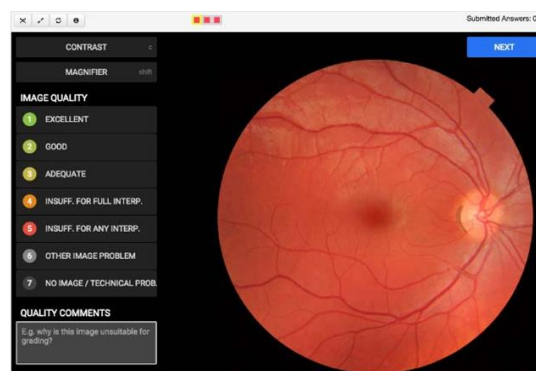 Submitted Answers: 0
CONTRAST c
NEXT
MAGNIFIER shift
IMAGE QUALITY
1 EXCELLENT
2 GOOD
3 ADEQUATE
4 INSUFF. FOR FULL INTERP.
5 INSUFF. FOR ANY INTERP.
6 OTHER IMAGE PROBLEM
7 NO IMAGE / TECHNICAL PROB.
QUALITY COMMENTS
E.g. why is this image unsuitable for
grading?